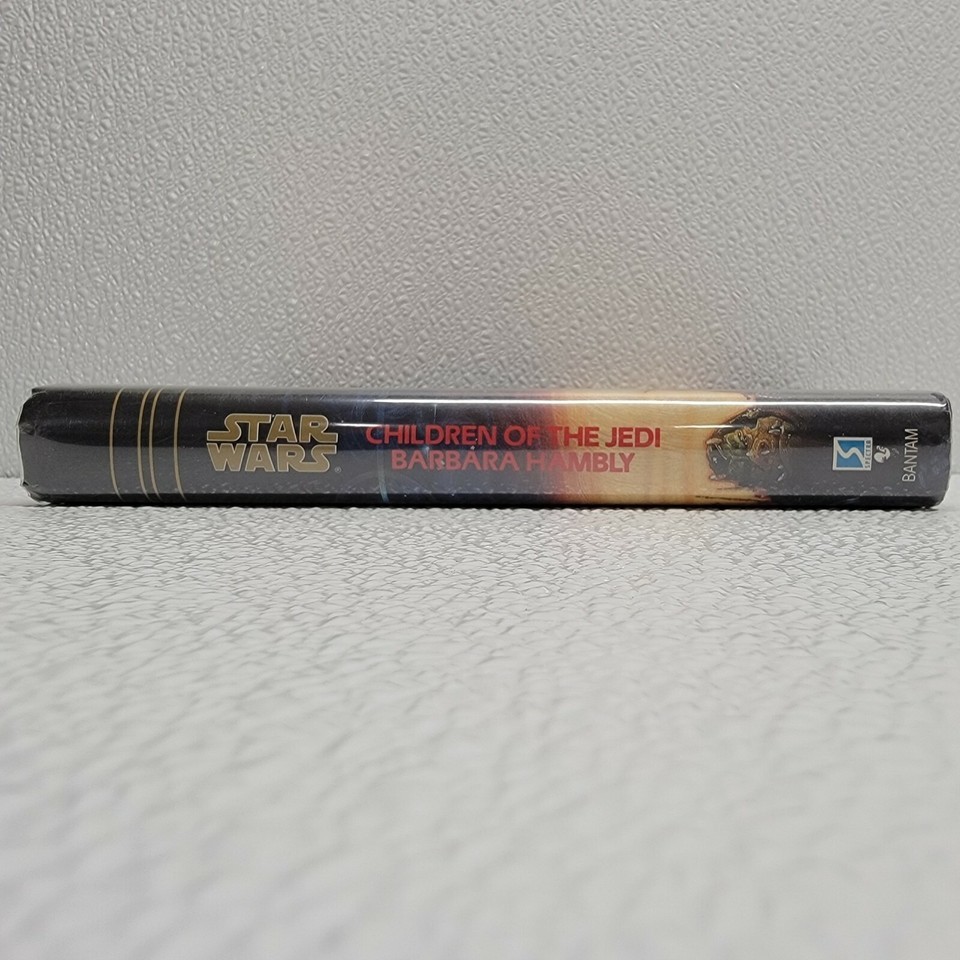 STAR
WARS
CHILDREN OF THE JEDI
BARBARA HAMBLY
S
BANTAM